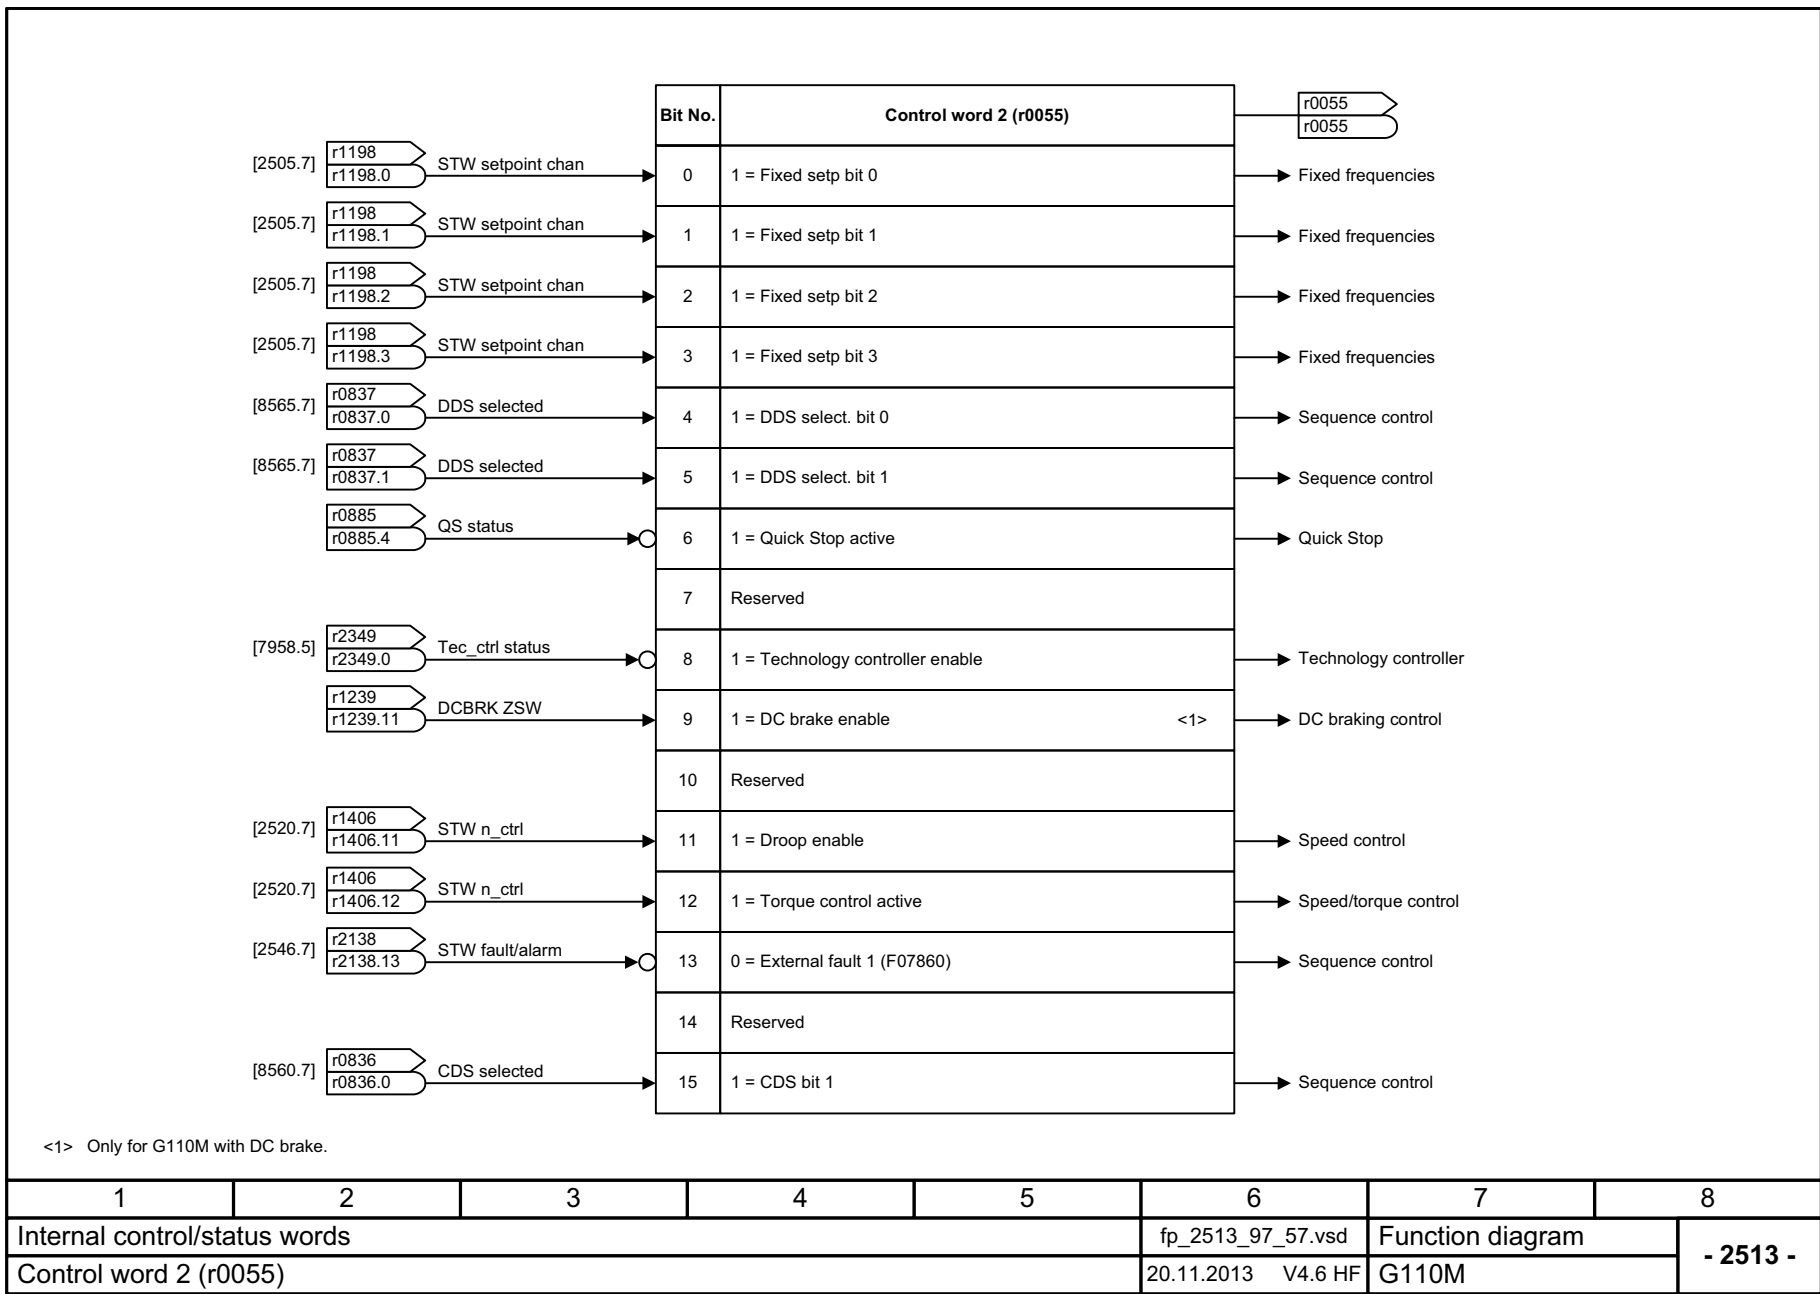 Bit No. Control word 2 (r0055) r0055
r0055
[2505.7] r1198 STW setpoint chan
r1198.0 0 1 = Fixed setp bit 0 Fixed frequencies
[2505.7] r1198 STW setpoint chan
r1198.1 1 1 = Fixed setp bit 1 Fixed frequencies
[2505.7] r1198 STW setpoint chan
r1198.2 2 1 = Fixed setp bit 2 Fixed frequencies
[2505.7] r1198 STW setpoint chan
r1198.3 3 1 = Fixed setp bit 3 Fixed frequencies
[8565.7] r0837 DDS selected
r0837.0 4 1 = DDS select. bit 0 Sequence control
[8565.7] r0837 DDS selected
r0837.1 5 1 = DDS select. bit 1 Sequence control
r0885 QS status
r0885.4 6 1 = Quick Stop active Quick Stop
7 Reserved
[7958.5] r2349 Tec_ctrl status
r2349.0 8 1 = Technology controller enable Technology controller
r1239 DCBRK ZSW
r1239.11 9 1 = DC brake enable <1> DC braking control
10 Reserved
[2520.7] r1406 STW n_ctrl
r1406.11 11 1 = Droop enable Speed control
[2520.7] r1406 STW n_ctrl
r1406.12 12 1 = Torque control active Speed/torque control
[2546.7] r2138 STW fault/alarm
r2138.13 13 0 = External fault 1 (F07860) Sequence control
14 Reserved
[8560.7] r0836 CDS selected
r0836.0 15 1 = CDS bit 1 Sequence control
<1> Only for G110M with DC brake.
1 2 3 4 5 6 7 8
Internal control/status words fp_2513_97_57.vsd Function diagram - 2513 -
Control word 2 (r0055) 20.11.2013 V4.6 HF G110M